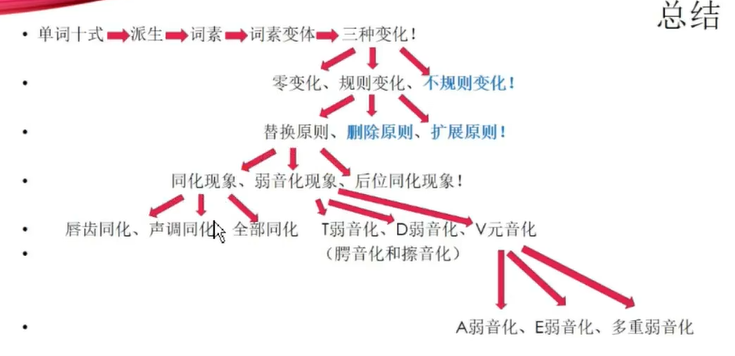 总结
单词十式 派生 词素 词素变体 三种变化！
零变化、规则变化、不规则变化！
替换原则、删除原则、扩展原则！
同化现象、弱音化现象、后位同化现象！
唇齿同化、声调同化、全部同化 T弱音化、D弱音化、V元音化
（腭音化和擦音化）
A弱音化、E弱音化、多重弱音化